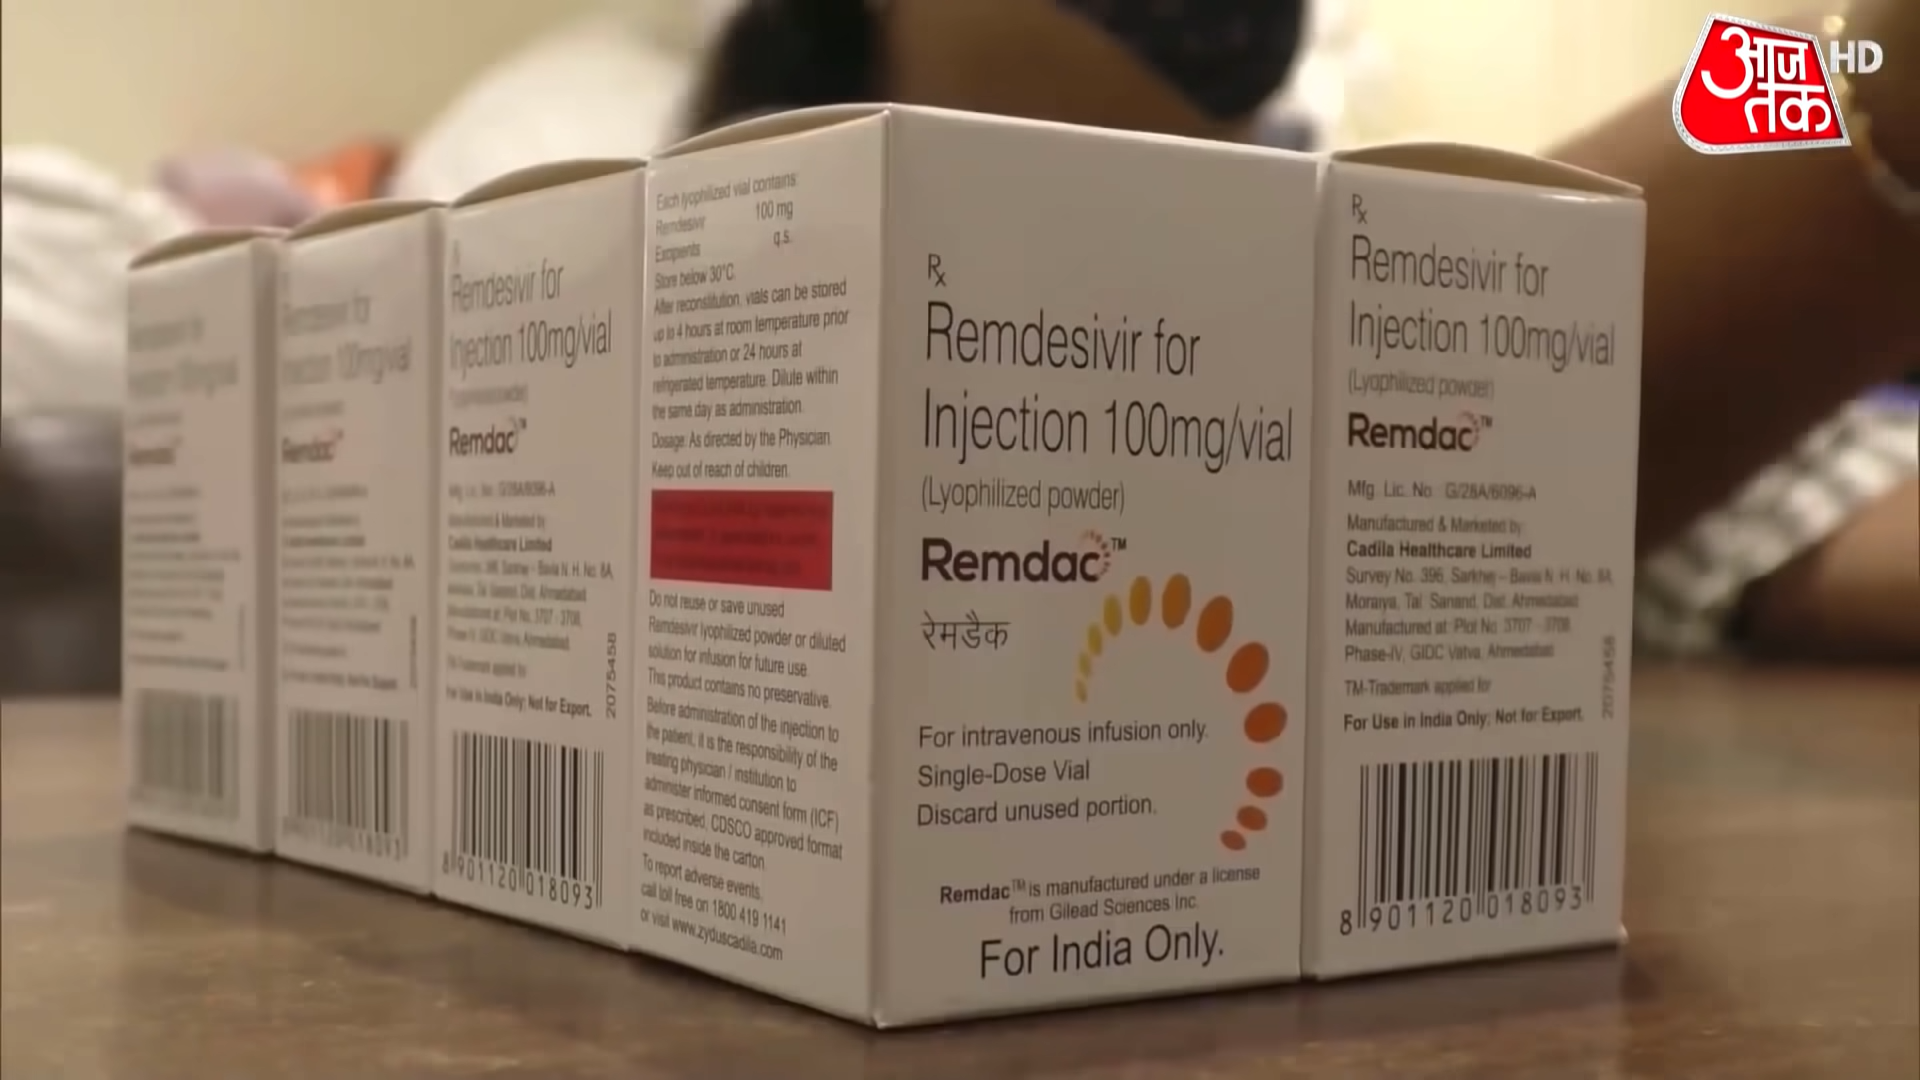 आज
तक
HD
Remdesivir for
Injection 100mg/vial
Remdac™
Remdac™
Remdesivir for
Injection 100mg/vial
Remdac™
Cadila Healthcare Limited
For Use in India Only; Not for Export.
2075458
8 901120 018093
Each lyophilized vial contains:
Remdesivir 100 mg
Excipients q.s.
Store below 30°C.
After reconstitution, vials can be stored
up to 4 hours at room temperature prior
to administration or 24 hours at
refrigerated temperature. Dilute within
the same day as administration.
Dosage: As directed by the Physician.
Keep out of reach of children.
Do not reuse or save unused
Remdesivir lyophilized powder or diluted
solution for infusion for future use.
This product contains no preservative.
Before administration of the injection to
the patient, it is the responsibility of the
treating physician / institution to
administer informed consent form (ICF)
as prescribed, CDSCO approved format
included inside the carton.
To report adverse events,
call toll free on 1800 419 1141
or visit www.zyduscadila.com
Rx
Remdesivir for
Injection 100mg/vial
(Lyophilized powder)
Remdac™
रेमडैक
For intravenous infusion only.
Single-Dose Vial
Discard unused portion.
Remdac™ is manufactured under a license
from Gilead Sciences Inc.
For India Only.
Rx
Remdesivir for
Injection 100mg/vial
(Lyophilized powder)
Remdac™
Mfg. Lic. No.: G/28A/6096-A
Manufactured & Marketed by:
Cadila Healthcare Limited
Survey No. 396, Sarkhej – Bavla N. H. No. 8A,
Moraiya, Tal. Sanand, Dist. Ahmedabad
Manufactured at: Plot No. 3707 - 3708,
Phase-IV, GIDC Vatva, Ahmedabad
TM-Trademark applied for
For Use in India Only; Not for Export.
2075458
8 901120 018093